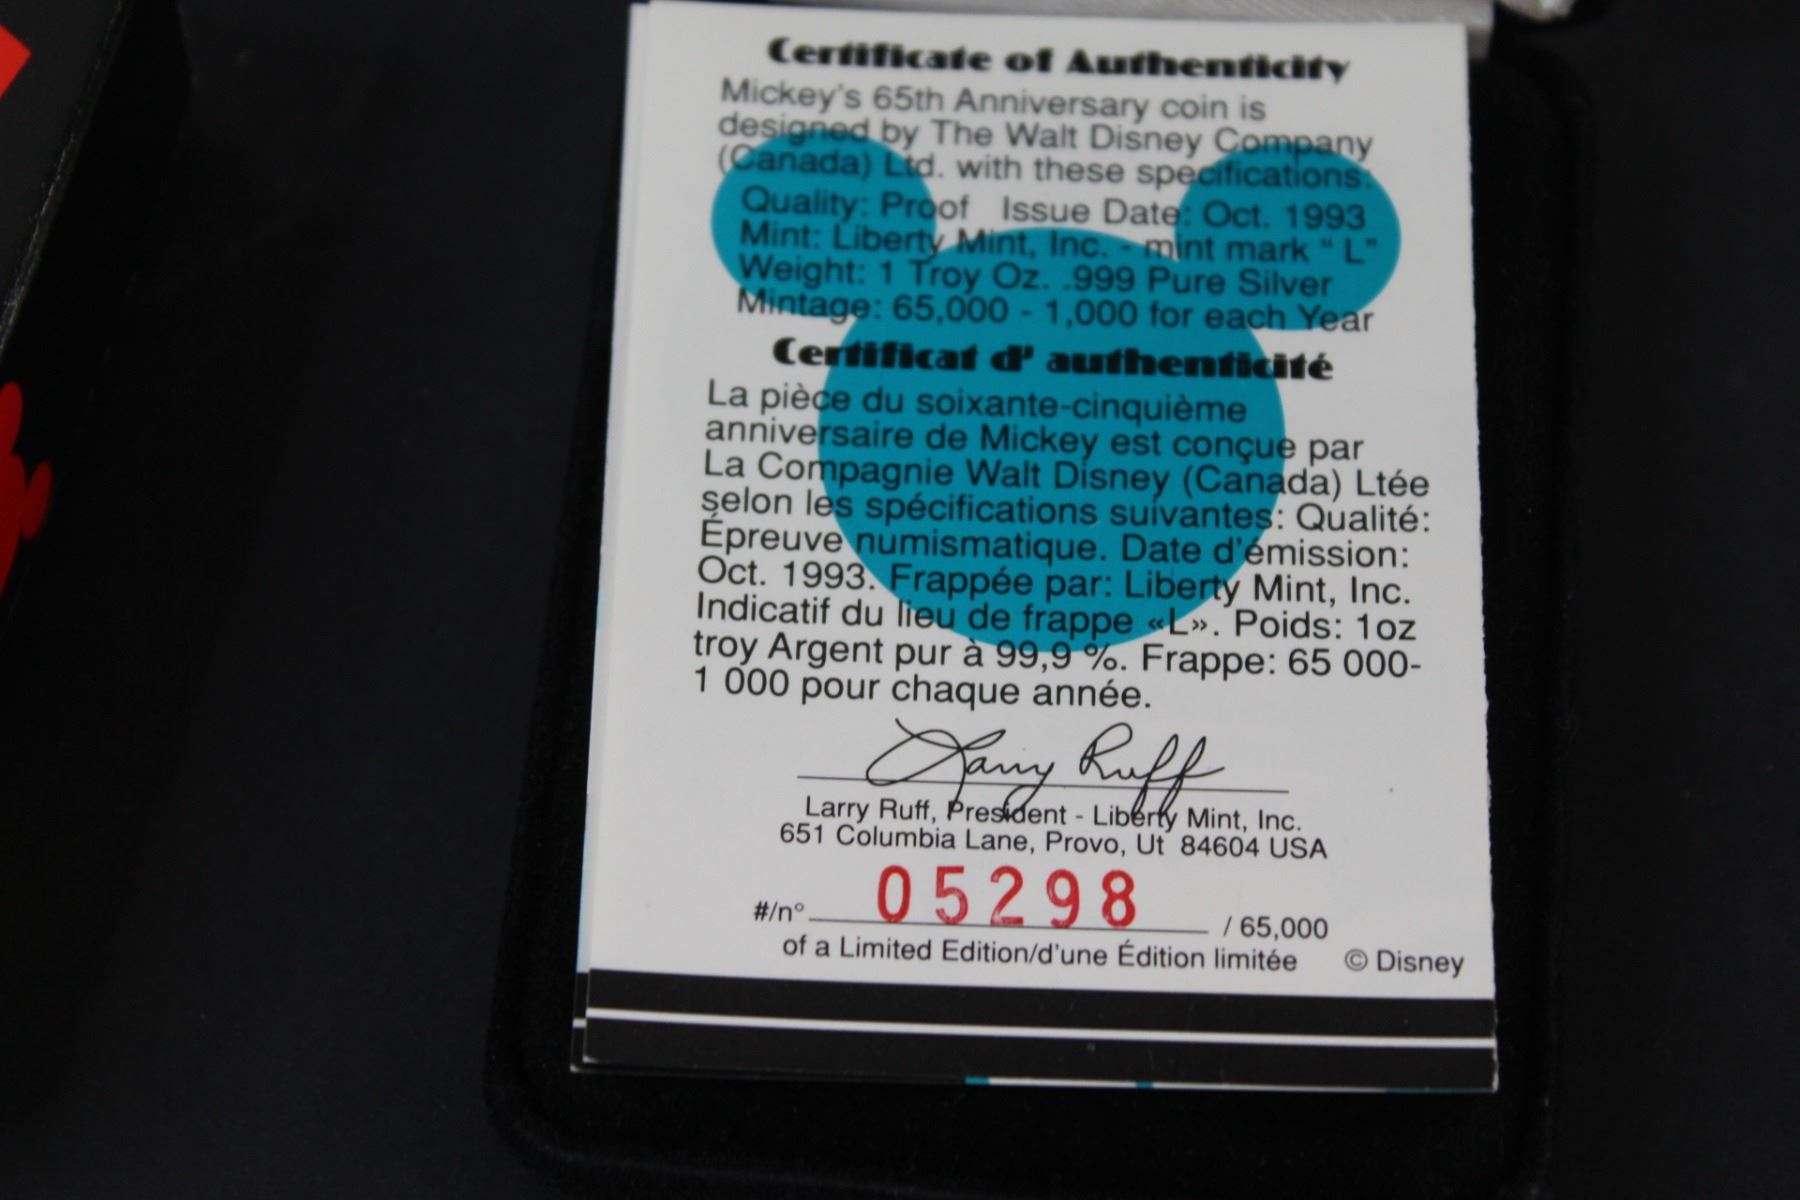 Certificate of Authenticity
Mickey's 65th Anniversary coin is
designed by The Walt Disney Company
(Canada) Ltd. with these specifications:
Quality: Proof Issue Date: Oct. 1993
Mint: Liberty Mint, Inc. - mint mark " L"
Weight: 1 Troy Oz. .999 Pure Silver
Mintage: 65,000 - 1,000 for each Year
Certificat d' authenticité
La pièce du soixante-cinquième
anniversaire de Mickey est conçue par
La Compagnie Walt Disney (Canada) Ltée
selon les spécifications suivantes: Qualité:
Épreuve numismatique. Date d'émission:
Oct. 1993. Frappée par: Liberty Mint, Inc.
Indicatif du lieu de frappe «L». Poids: 1oz
troy Argent pur à 99,9 %. Frappe: 65 000-
1 000 pour chaque année.
Larry Ruff
Larry Ruff, President - Liberty Mint, Inc.
651 Columbia Lane, Provo, Ut 84604 USA
#/n° 05298 / 65,000
of a Limited Edition/d'une Édition limitée © Disney